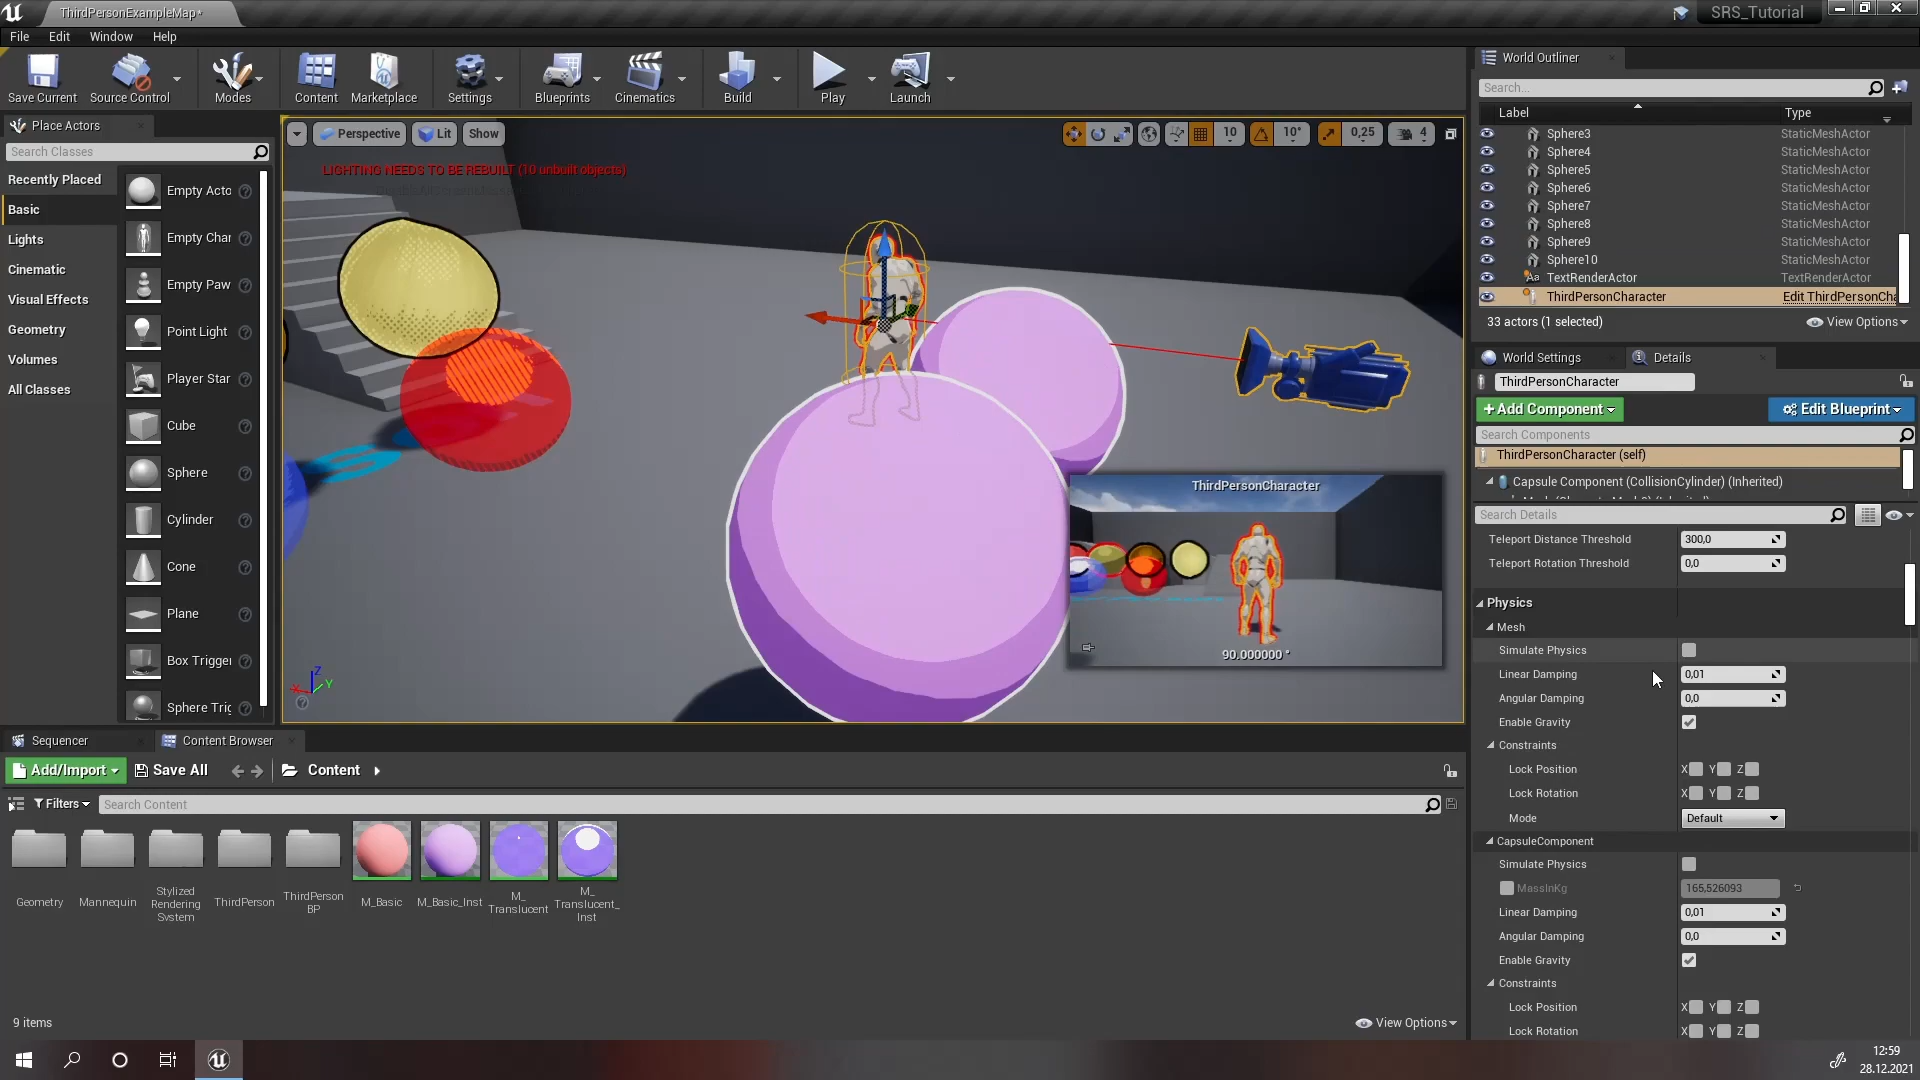 ThirdPersonExampleMap*
SRS_Tutorial
File
Edit
Window
Help
Save Current
Source Control
Modes
Content
Marketplace
Settings
Blueprints
Cinematics
Build
Play
Launch
Place Actors
Search Classes
Recently Placed
Basic
Lights
Cinematic
Visual Effects
Geometry
Volumes
All Classes
Empty Acto
Empty Char
Empty Paw
Point Light
Player Star
Cube
Sphere
Cylinder
Cone
Plane
Box Trigger
Sphere Trig
Perspective
Lit
Show
10
10°
0,25
4
LIGHTING NEEDS TO BE REBUILT (10 unbuilt objects)
ThirdPersonCharacter
90.000000 °
X
Y
Z
World Outliner
Search...
Label
Type
Sphere3
StaticMeshActor
Sphere4
StaticMeshActor
Sphere5
StaticMeshActor
Sphere6
StaticMeshActor
Sphere7
StaticMeshActor
Sphere8
StaticMeshActor
Sphere9
StaticMeshActor
Sphere10
StaticMeshActor
TextRenderActor
TextRenderActor
ThirdPersonCharacter
Edit ThirdPersonCha
33 actors (1 selected)
View Options
World Settings
Details
ThirdPersonCharacter
+Add Component
Edit Blueprint
Search Components
ThirdPersonCharacter (self)
Capsule Component (CollisionCylinder) (Inherited)
Search Details
Teleport Distance Threshold
300,0
Teleport Rotation Threshold
0,0
Physics
Mesh
Simulate Physics
Linear Damping
0,01
Angular Damping
0,0
Enable Gravity
Constraints
Lock Position
X Y Z
Lock Rotation
X Y Z
Mode
Default
CapsuleComponent
Simulate Physics
MassInKg
165,526093
Linear Damping
0,01
Angular Damping
0,0
Enable Gravity
Constraints
Lock Position
X Y Z
Lock Rotation
X Y Z
Sequencer
Content Browser
Add/Import
Save All
Content
Filters
Search Content
Geometry
Mannequin
Stylized
Rendering
System
ThirdPerson
ThirdPerson
BP
M_Basic
M_Basic_Inst
M_
Translucent
M_
Translucent_
Inst
9 items
View Options
12:59
28.12.2021